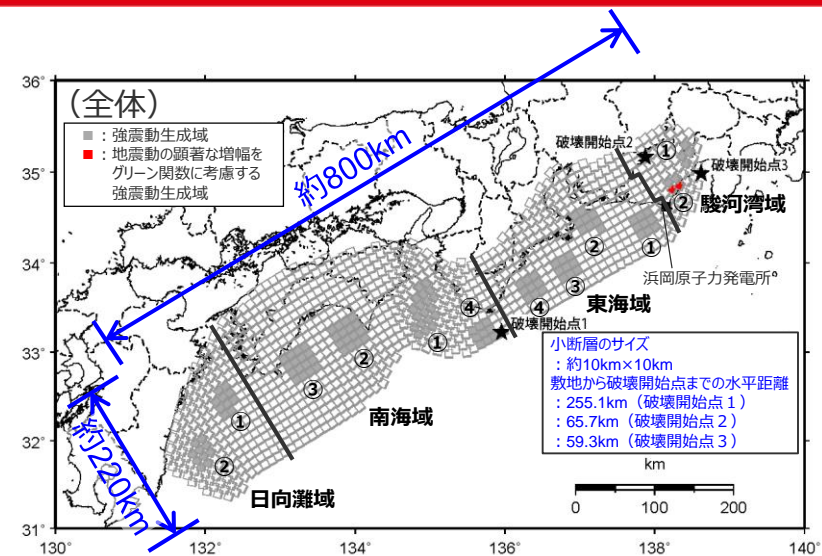 (全体)
■：強震動生成域
■：地震動の顕著な増幅を
グリーン関数に考慮する
強震動生成域
約800km
約220km
36°
35°
34°
33°
32°
31°
130°
132°
134°
136°
138°
140°
破壊開始点2
①
破壊開始点3
②
駿河湾域
浜岡原子力発電所
①
②
③
④
東海域
破壊開始点1
④
①
②
③
南海域
①
②
日向灘域
小断層のサイズ
：約10km×10km
敷地から破壊開始点までの水平距離
：255.1km（破壊開始点１）
：65.7km（破壊開始点２）
：59.3km（破壊開始点３）
km
0 100 200